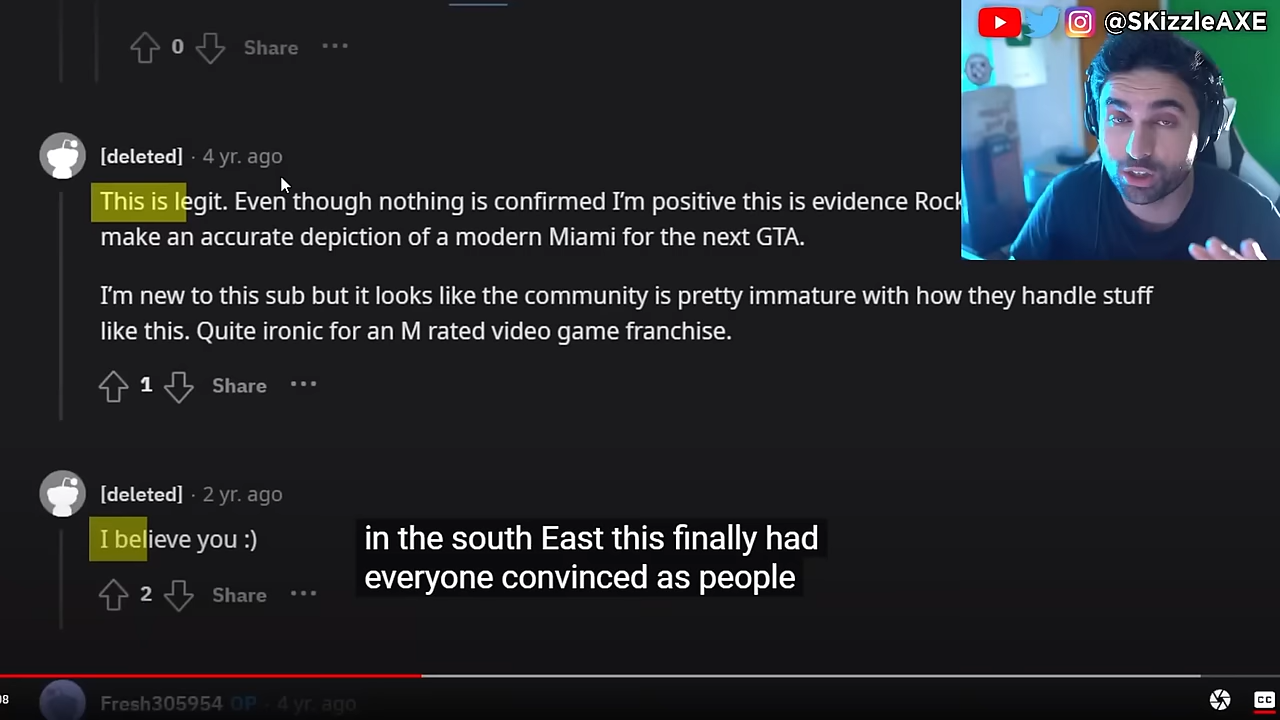 @SKizzleAXE
0 Share
[deleted] · 4 yr. ago
This is legit. Even though nothing is confirmed I'm positive this is evidence Rock
make an accurate depiction of a modern Miami for the next GTA.
I'm new to this sub but it looks like the community is pretty immature with how they handle stuff
like this. Quite ironic for an M rated video game franchise.
1 Share
[deleted] · 2 yr. ago
I believe you :)
in the south East this finally had
everyone convinced as people
2 Share
08
Fresh305954 OP · 4 yr. ago
CC